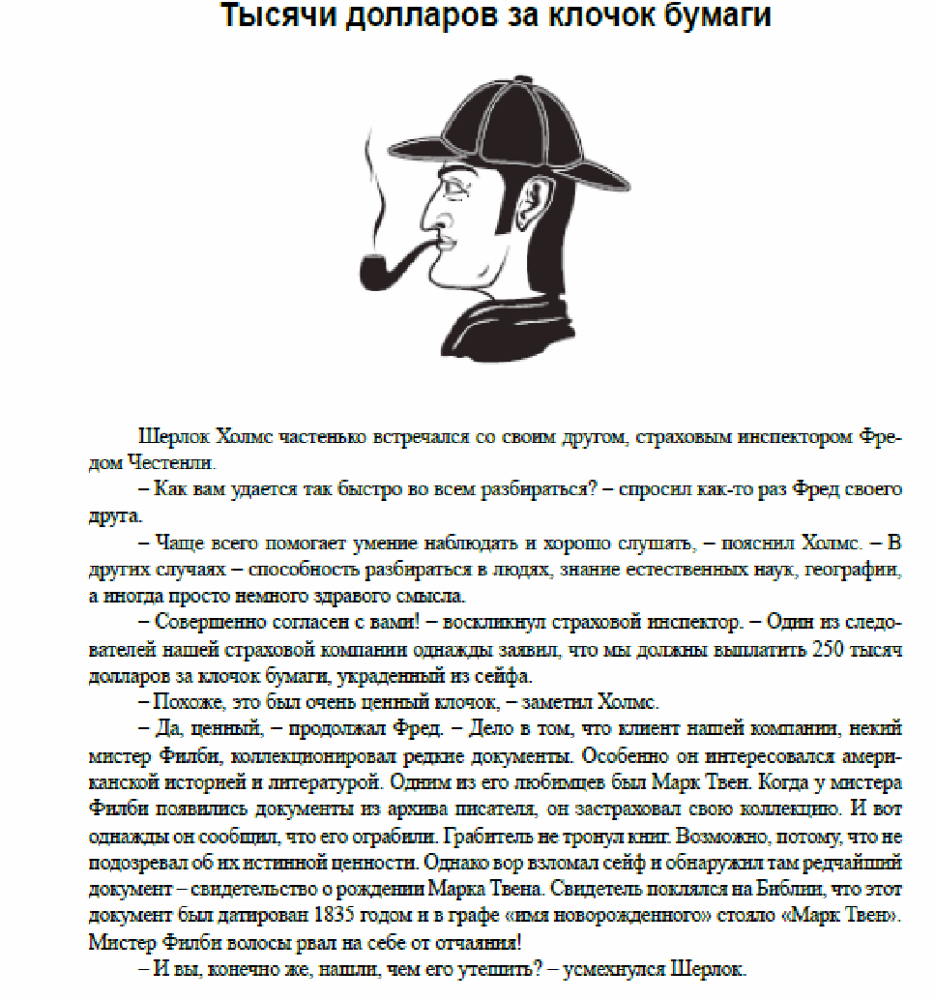 Тысячи долларов за клочок бумаги
Шерлок Холмс частенько встречался со своим другом, страховым инспектором Фре-
дом Честенли.
– Как вам удается так быстро во всем разбираться? – спросил как-то раз Фред своего
друга.
– Чаще всего помогает умение наблюдать и хорошо слушать, – пояснил Холмс. – В
других случаях – способность разбираться в людях, знание естественных наук, географии,
а иногда просто немного здравого смысла.
– Совершенно согласен с вами! – воскликнул страховой инспектор. – Один из следо-
вателей нашей страховой компании однажды заявил, что мы должны выплатить 250 тысяч
долларов за клочок бумаги, украденный из сейфа.
– Похоже, это был очень ценный клочок, – заметил Холмс.
– Да, ценный, – продолжал Фред. – Дело в том, что клиент нашей компании, некий
мистер Филби, коллекционировал редкие документы. Особенно он интересовался амери-
канской историей и литературой. Одним из его любимцев был Марк Твен. Когда у мистера
Филби появились документы из архива писателя, он застраховал свою коллекцию. И вот
однажды он сообщил, что его ограбили. Грабитель не тронул книг. Возможно, потому, что не
подозревал об их истинной ценности. Однако вор взломал сейф и обнаружил там редчайший
документ – свидетельство о рождении Марка Твена. Свидетель поклялся на Библии, что этот
документ был датирован 1835 годом и в графе «имя новорожденного» стояло «Марк Твен».
Мистер Филби волосы рвал на себе от отчаяния!
– И вы, конечно же, нашли, чем его утешить? – усмехнулся Шерлок.